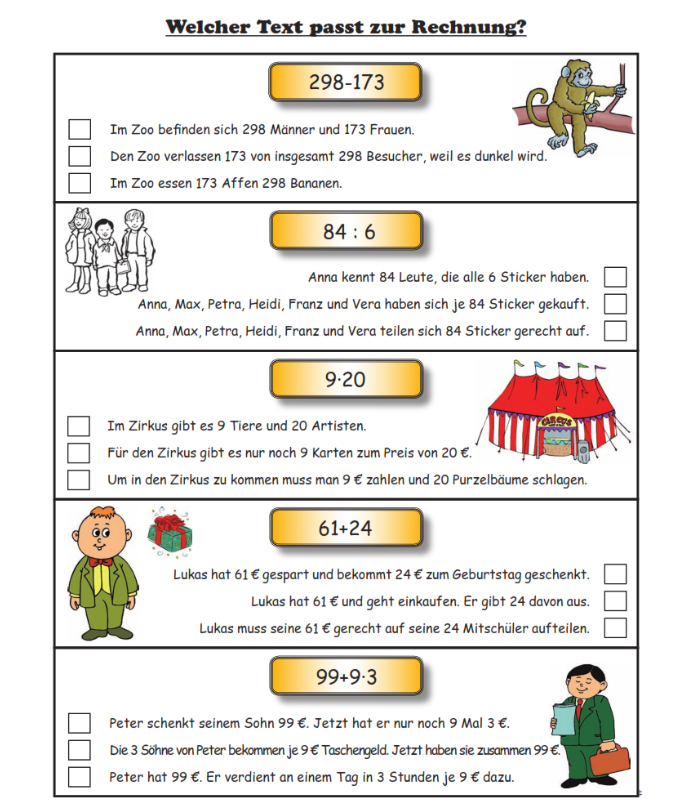 Welcher Text passt zur Rechnung?
298-173
Im Zoo befinden sich 298 Männer und 173 Frauen.
Den Zoo verlassen 173 von insgesamt 298 Besucher, weil es dunkel wird.
Im Zoo essen 173 Affen 298 Bananen.
84 : 6
Anna kennt 84 Leute, die alle 6 Sticker haben.
Anna, Max, Petra, Heidi, Franz und Vera haben sich je 84 Sticker gekauft.
Anna, Max, Petra, Heidi, Franz und Vera teilen sich 84 Sticker gerecht auf.
9·20
CIRCUS
Im Zirkus gibt es 9 Tiere und 20 Artisten.
Für den Zirkus gibt es nur noch 9 Karten zum Preis von 20 €.
Um in den Zirkus zu kommen muss man 9 € zahlen und 20 Purzelbäume schlagen.
61+24
Lukas hat 61 € gespart und bekommt 24 € zum Geburtstag geschenkt.
Lukas hat 61 € und geht einkaufen. Er gibt 24 davon aus.
Lukas muss seine 61 € gerecht auf seine 24 Mitschüler aufteilen.
99+9·3
Peter schenkt seinem Sohn 99 €. Jetzt hat er nur noch 9 Mal 3 €.
Die 3 Söhne von Peter bekommen je 9 € Taschengeld. Jetzt haben sie zusammen 99 €.
Peter hat 99 €. Er verdient an einem Tag in 3 Stunden je 9 € dazu.